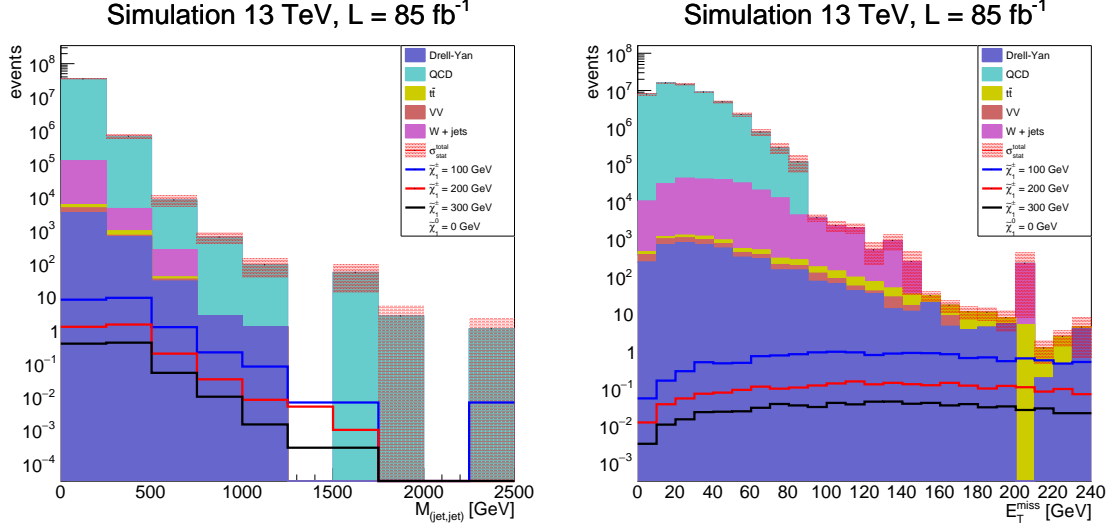 Simulation 13 TeV, L = 85 fb⁻¹
events
10⁸
10⁷
10⁶
10⁵
10⁴
10³
10²
10
1
10⁻¹
10⁻²
10⁻³
10⁻⁴
Drell-Yan
QCD
tt̄
VV
W + jets
σ_stat^total
χ̃₁^± = 100 GeV
χ̃₁^± = 200 GeV
χ̃₁^± = 300 GeV
χ̃₁⁰ = 0 GeV
0 500 1000 1500 2000 2500
M_(jet,jet) [GeV]
Simulation 13 TeV, L = 85 fb⁻¹
events
10⁸
10⁷
10⁶
10⁵
10⁴
10³
10²
10
1
10⁻¹
10⁻²
10⁻³
Drell-Yan
QCD
tt̄
VV
W + jets
σ_stat^total
χ̃₁^± = 100 GeV
χ̃₁^± = 200 GeV
χ̃₁^± = 300 GeV
χ̃₁⁰ = 0 GeV
0 20 40 60 80 100 120 140 160 180 200 220 240
E_T^miss [GeV]